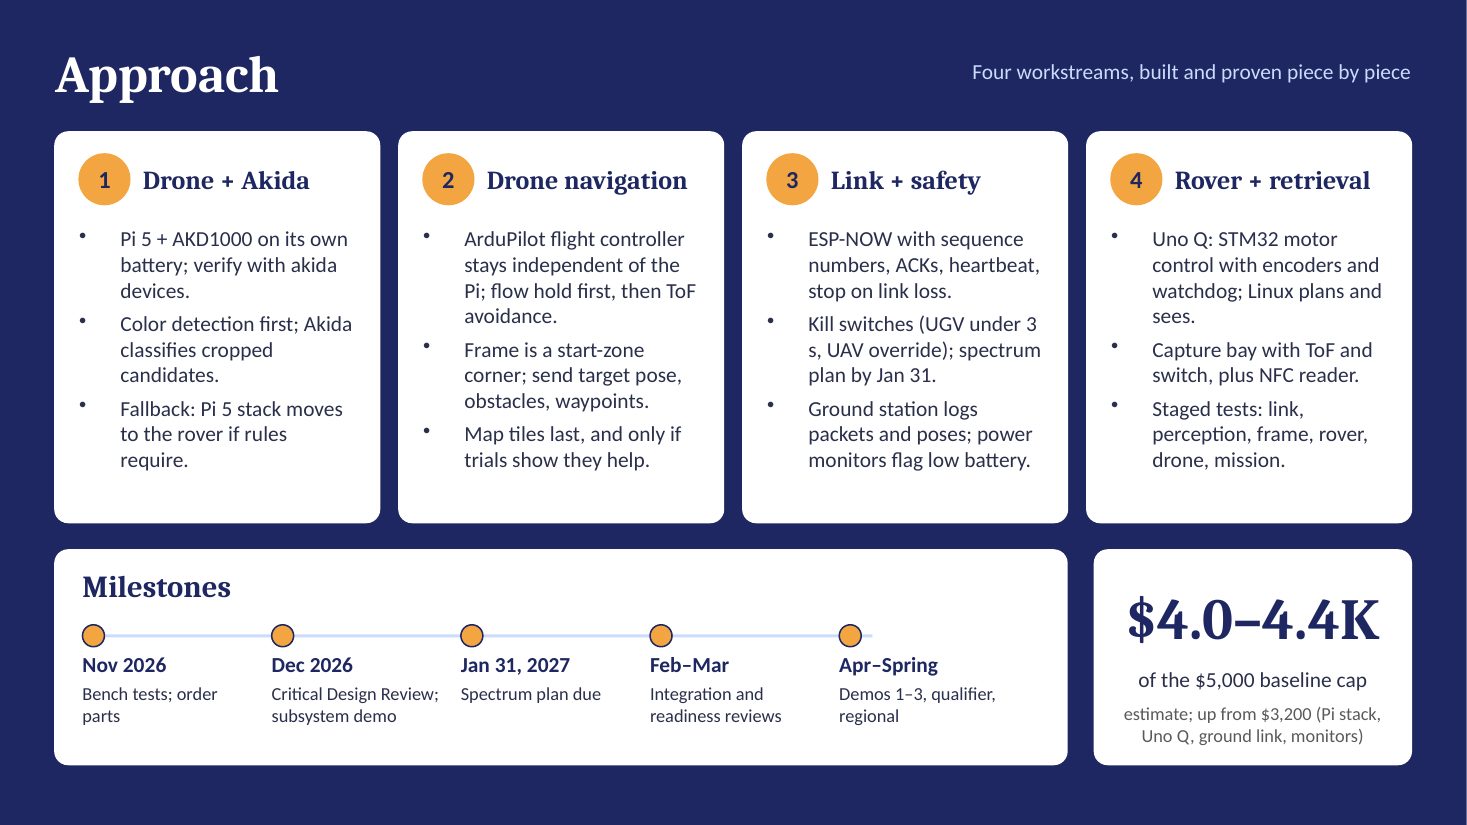 Approach
Four workstreams, built and proven piece by piece
1
Drone + Akida
• Pi 5 + AKD1000 on its own
battery; verify with akida
devices.
• Color detection first; Akida
classifies cropped
candidates.
• Fallback: Pi 5 stack moves
to the rover if rules
require.
2
Drone navigation
• ArduPilot flight controller
stays independent of the
Pi; flow hold first, then ToF
avoidance.
• Frame is a start-zone
corner; send target pose,
obstacles, waypoints.
• Map tiles last, and only if
trials show they help.
3
Link + safety
• ESP-NOW with sequence
numbers, ACKs, heartbeat,
stop on link loss.
• Kill switches (UGV under 3
s, UAV override); spectrum
plan by Jan 31.
• Ground station logs
packets and poses; power
monitors flag low battery.
4
Rover + retrieval
• Uno Q: STM32 motor
control with encoders and
watchdog; Linux plans and
sees.
• Capture bay with ToF and
switch, plus NFC reader.
• Staged tests: link,
perception, frame, rover,
drone, mission.
Milestones
Nov 2026
Bench tests; order
parts
Dec 2026
Critical Design Review;
subsystem demo
Jan 31, 2027
Spectrum plan due
Feb–Mar
Integration and
readiness reviews
Apr–Spring
Demos 1–3, qualifier,
regional
$4.0–4.4K
of the $5,000 baseline cap
estimate; up from $3,200 (Pi stack,
Uno Q, ground link, monitors)